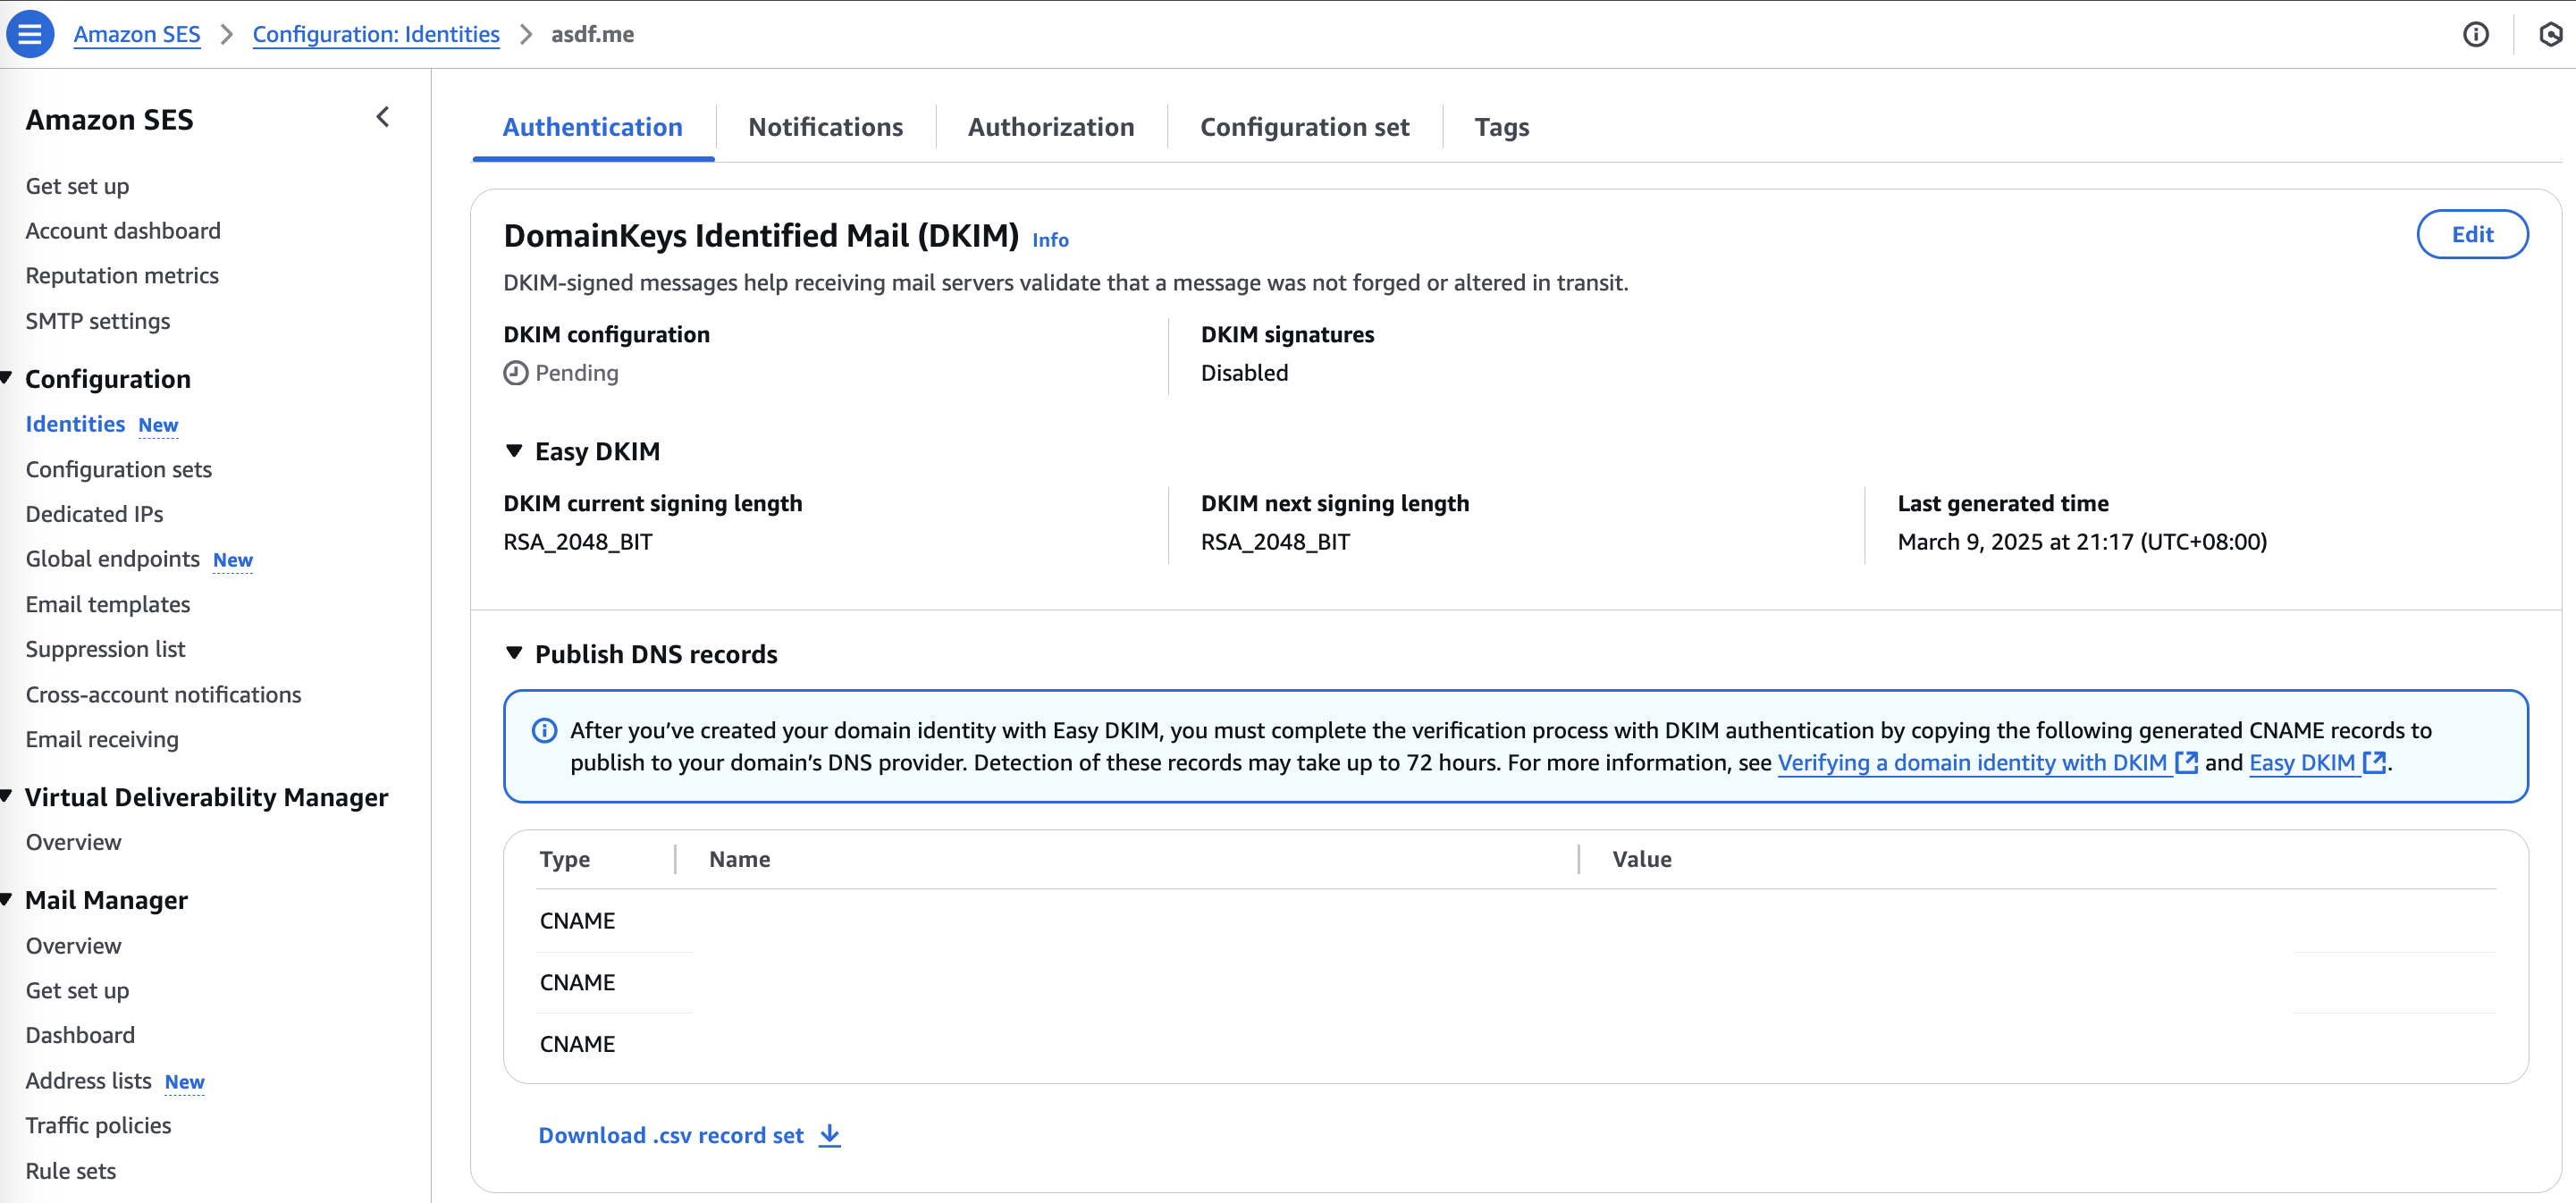 Amazon SES > Configuration: Identities > asdf.me
Amazon SES
Get set up
Account dashboard
Reputation metrics
SMTP settings
Configuration
Identities New
Configuration sets
Dedicated IPs
Global endpoints New
Email templates
Suppression list
Cross-account notifications
Email receiving
Virtual Deliverability Manager
Overview
Mail Manager
Overview
Get set up
Dashboard
Address lists New
Traffic policies
Rule sets
Authentication Notifications Authorization Configuration set Tags
DomainKeys Identified Mail (DKIM) Info
Edit
DKIM-signed messages help receiving mail servers validate that a message was not forged or altered in transit.
DKIM configuration
Pending
DKIM signatures
Disabled
Easy DKIM
DKIM current signing length
RSA_2048_BIT
DKIM next signing length
RSA_2048_BIT
Last generated time
March 9, 2025 at 21:17 (UTC+08:00)
Publish DNS records
After you’ve created your domain identity with Easy DKIM, you must complete the verification process with DKIM authentication by copying the following generated CNAME records to
publish to your domain’s DNS provider. Detection of these records may take up to 72 hours. For more information, see Verifying a domain identity with DKIM and Easy DKIM.
Type Name Value
CNAME
CNAME
CNAME
Download .csv record set